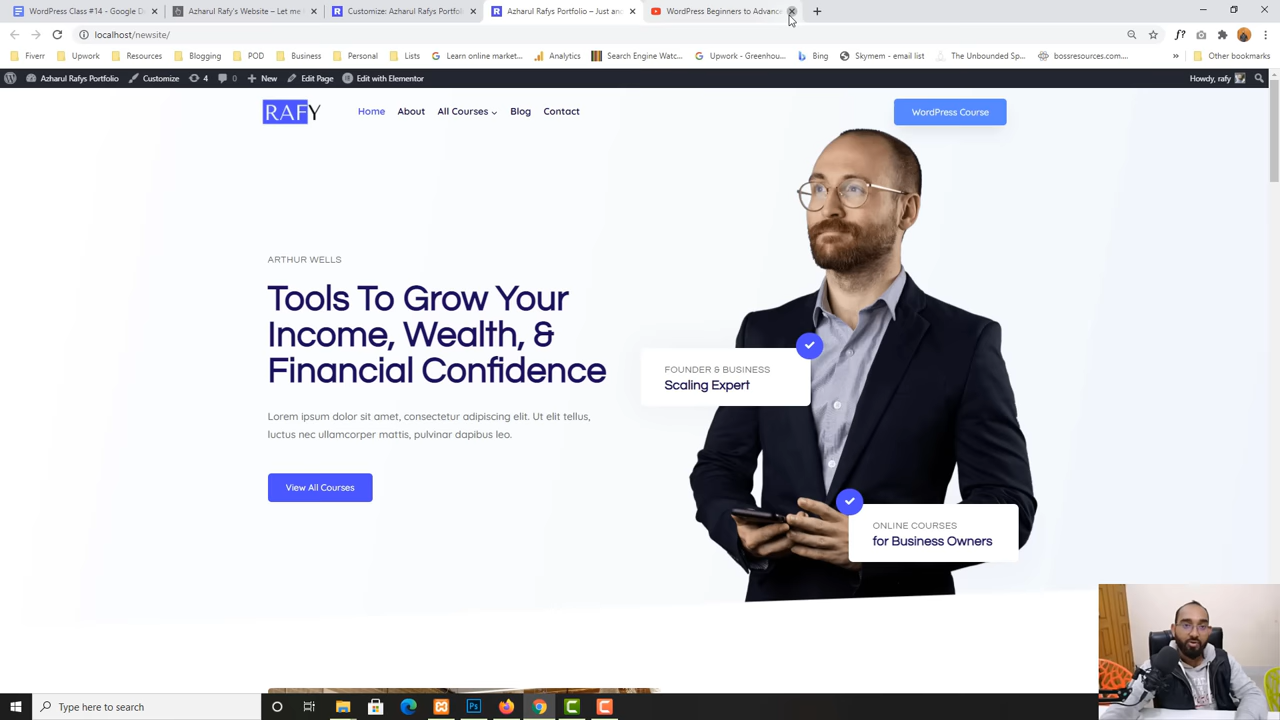 WordPress Class #14 - Google D
Azharul Rafy's Website – Let me
Customize: Azharul Rafys Portfol
Azharul Rafys Portfolio – Just an
WordPress Beginners to Advanc
localhost/newsite/
Fiverr
Upwork
Resources
Blogging
POD
Lists
Learn online market...
Analytics
Search Engine Watc...
Upwork - Greenhou...
Bing
Skymem - email list
The Unbounded Sp...
bossresources.com...
»
Other bookmarks
Azharul Rafys Portfolio
Customize
4
0
+ New
Edit Page
Edit with Elementor
Howdy, rafy
RAFY
Home
About
All Courses
Blog
Contact
WordPress Course
ARTHUR WELLS
Tools To Grow Your
Income, Wealth, &
Financial Confidence
Lorem ipsum dolor sit amet, consectetur adipiscing elit. Ut elit tellus,
luctus nec ullamcorper mattis, pulvinar dapibus leo.
View All Courses
FOUNDER & BUSINESS
Scaling Expert
ONLINE COURSES
for Business Owners
Type here to search